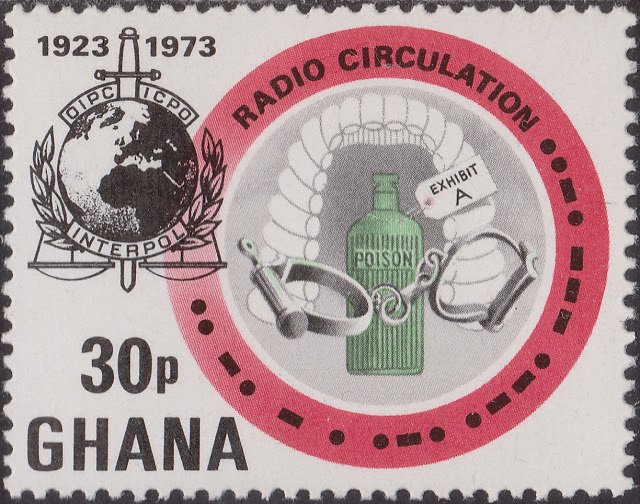 1923 1973
OIPC ICPO
INTERPOL
RADIO CIRCULATION
EXHIBIT
A
POISON
30p
GHANA